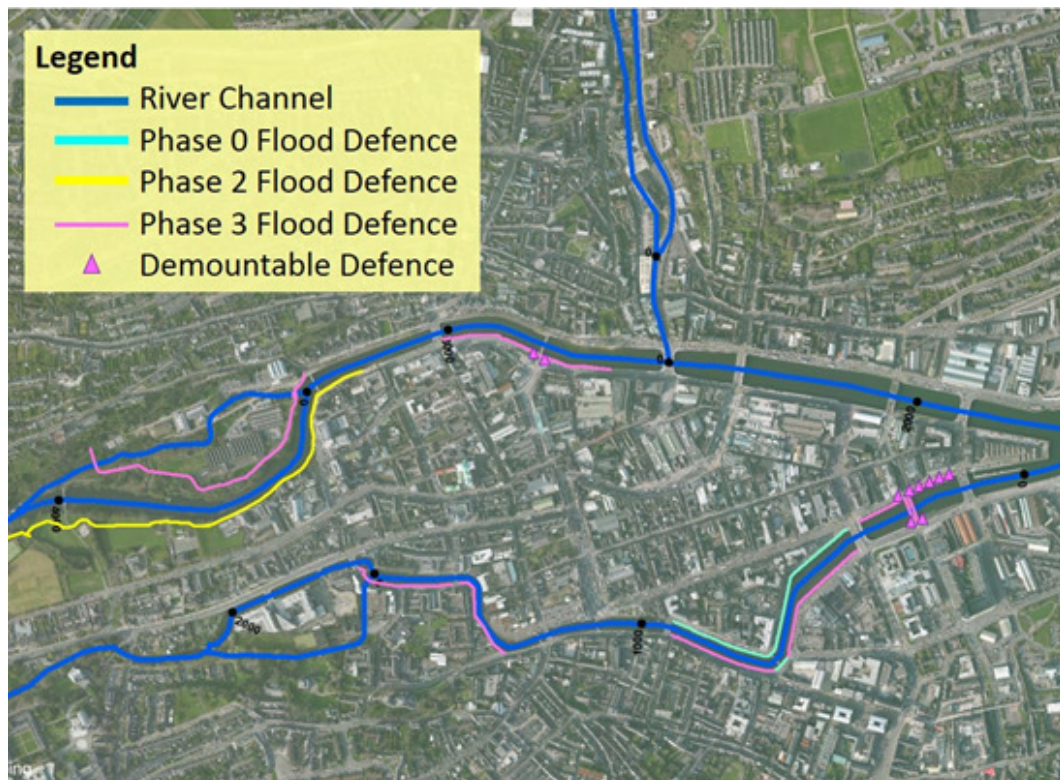 Legend
River Channel
Phase 0 Flood Defence
Phase 2 Flood Defence
Phase 3 Flood Defence
Demountable Defence
0
0
0
2000
0
2000
1000